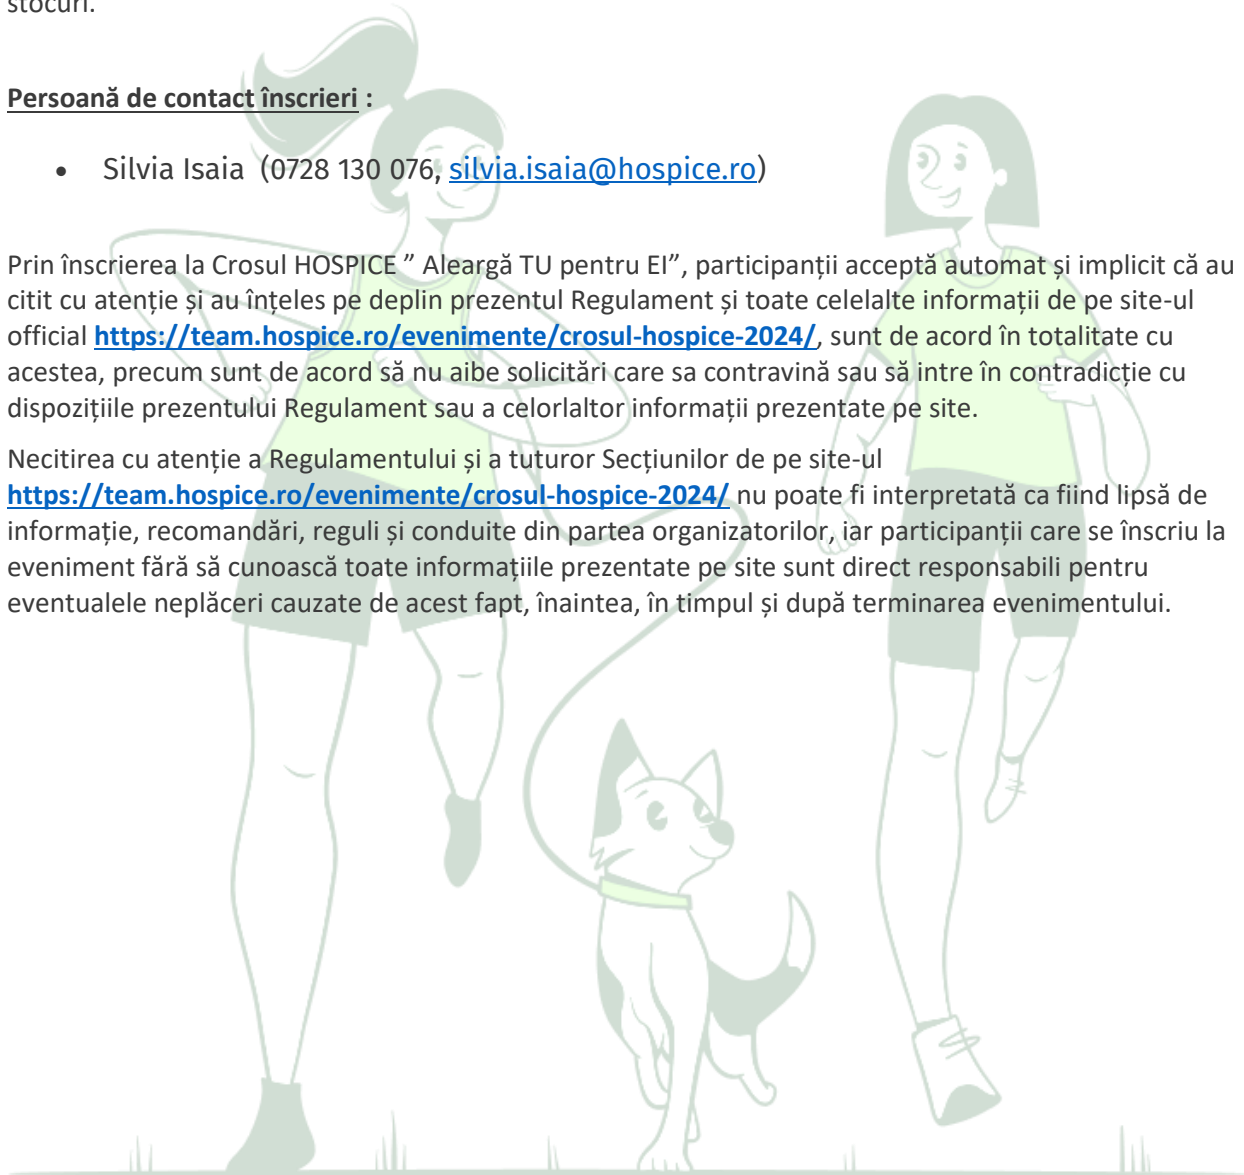 stocuri.
Persoană de contact înscrieri :
• Silvia Isaia (0728 130 076, silvia.isaia@hospice.ro)
Prin înscrierea la Crosul HOSPICE ” Aleargă TU pentru EI”, participanții acceptă automat și implicit că au
citit cu atenție și au înțeles pe deplin prezentul Regulament și toate celelalte informații de pe site-ul
official https://team.hospice.ro/evenimente/crosul-hospice-2024/, sunt de acord în totalitate cu
acestea, precum sunt de acord să nu aibe solicitări care sa contravină sau să intre în contradicție cu
dispozițiile prezentului Regulament sau a celorlaltor informații prezentate pe site.
Necitirea cu atenție a Regulamentului și a tuturor Secțiunilor de pe site-ul
https://team.hospice.ro/evenimente/crosul-hospice-2024/ nu poate fi interpretată ca fiind lipsă de
informație, recomandări, reguli și conduite din partea organizatorilor, iar participanții care se înscriu la
eveniment fără să cunoască toate informațiile prezentate pe site sunt direct responsabili pentru
eventualele neplăceri cauzate de acest fapt, înaintea, în timpul și după terminarea evenimentului.